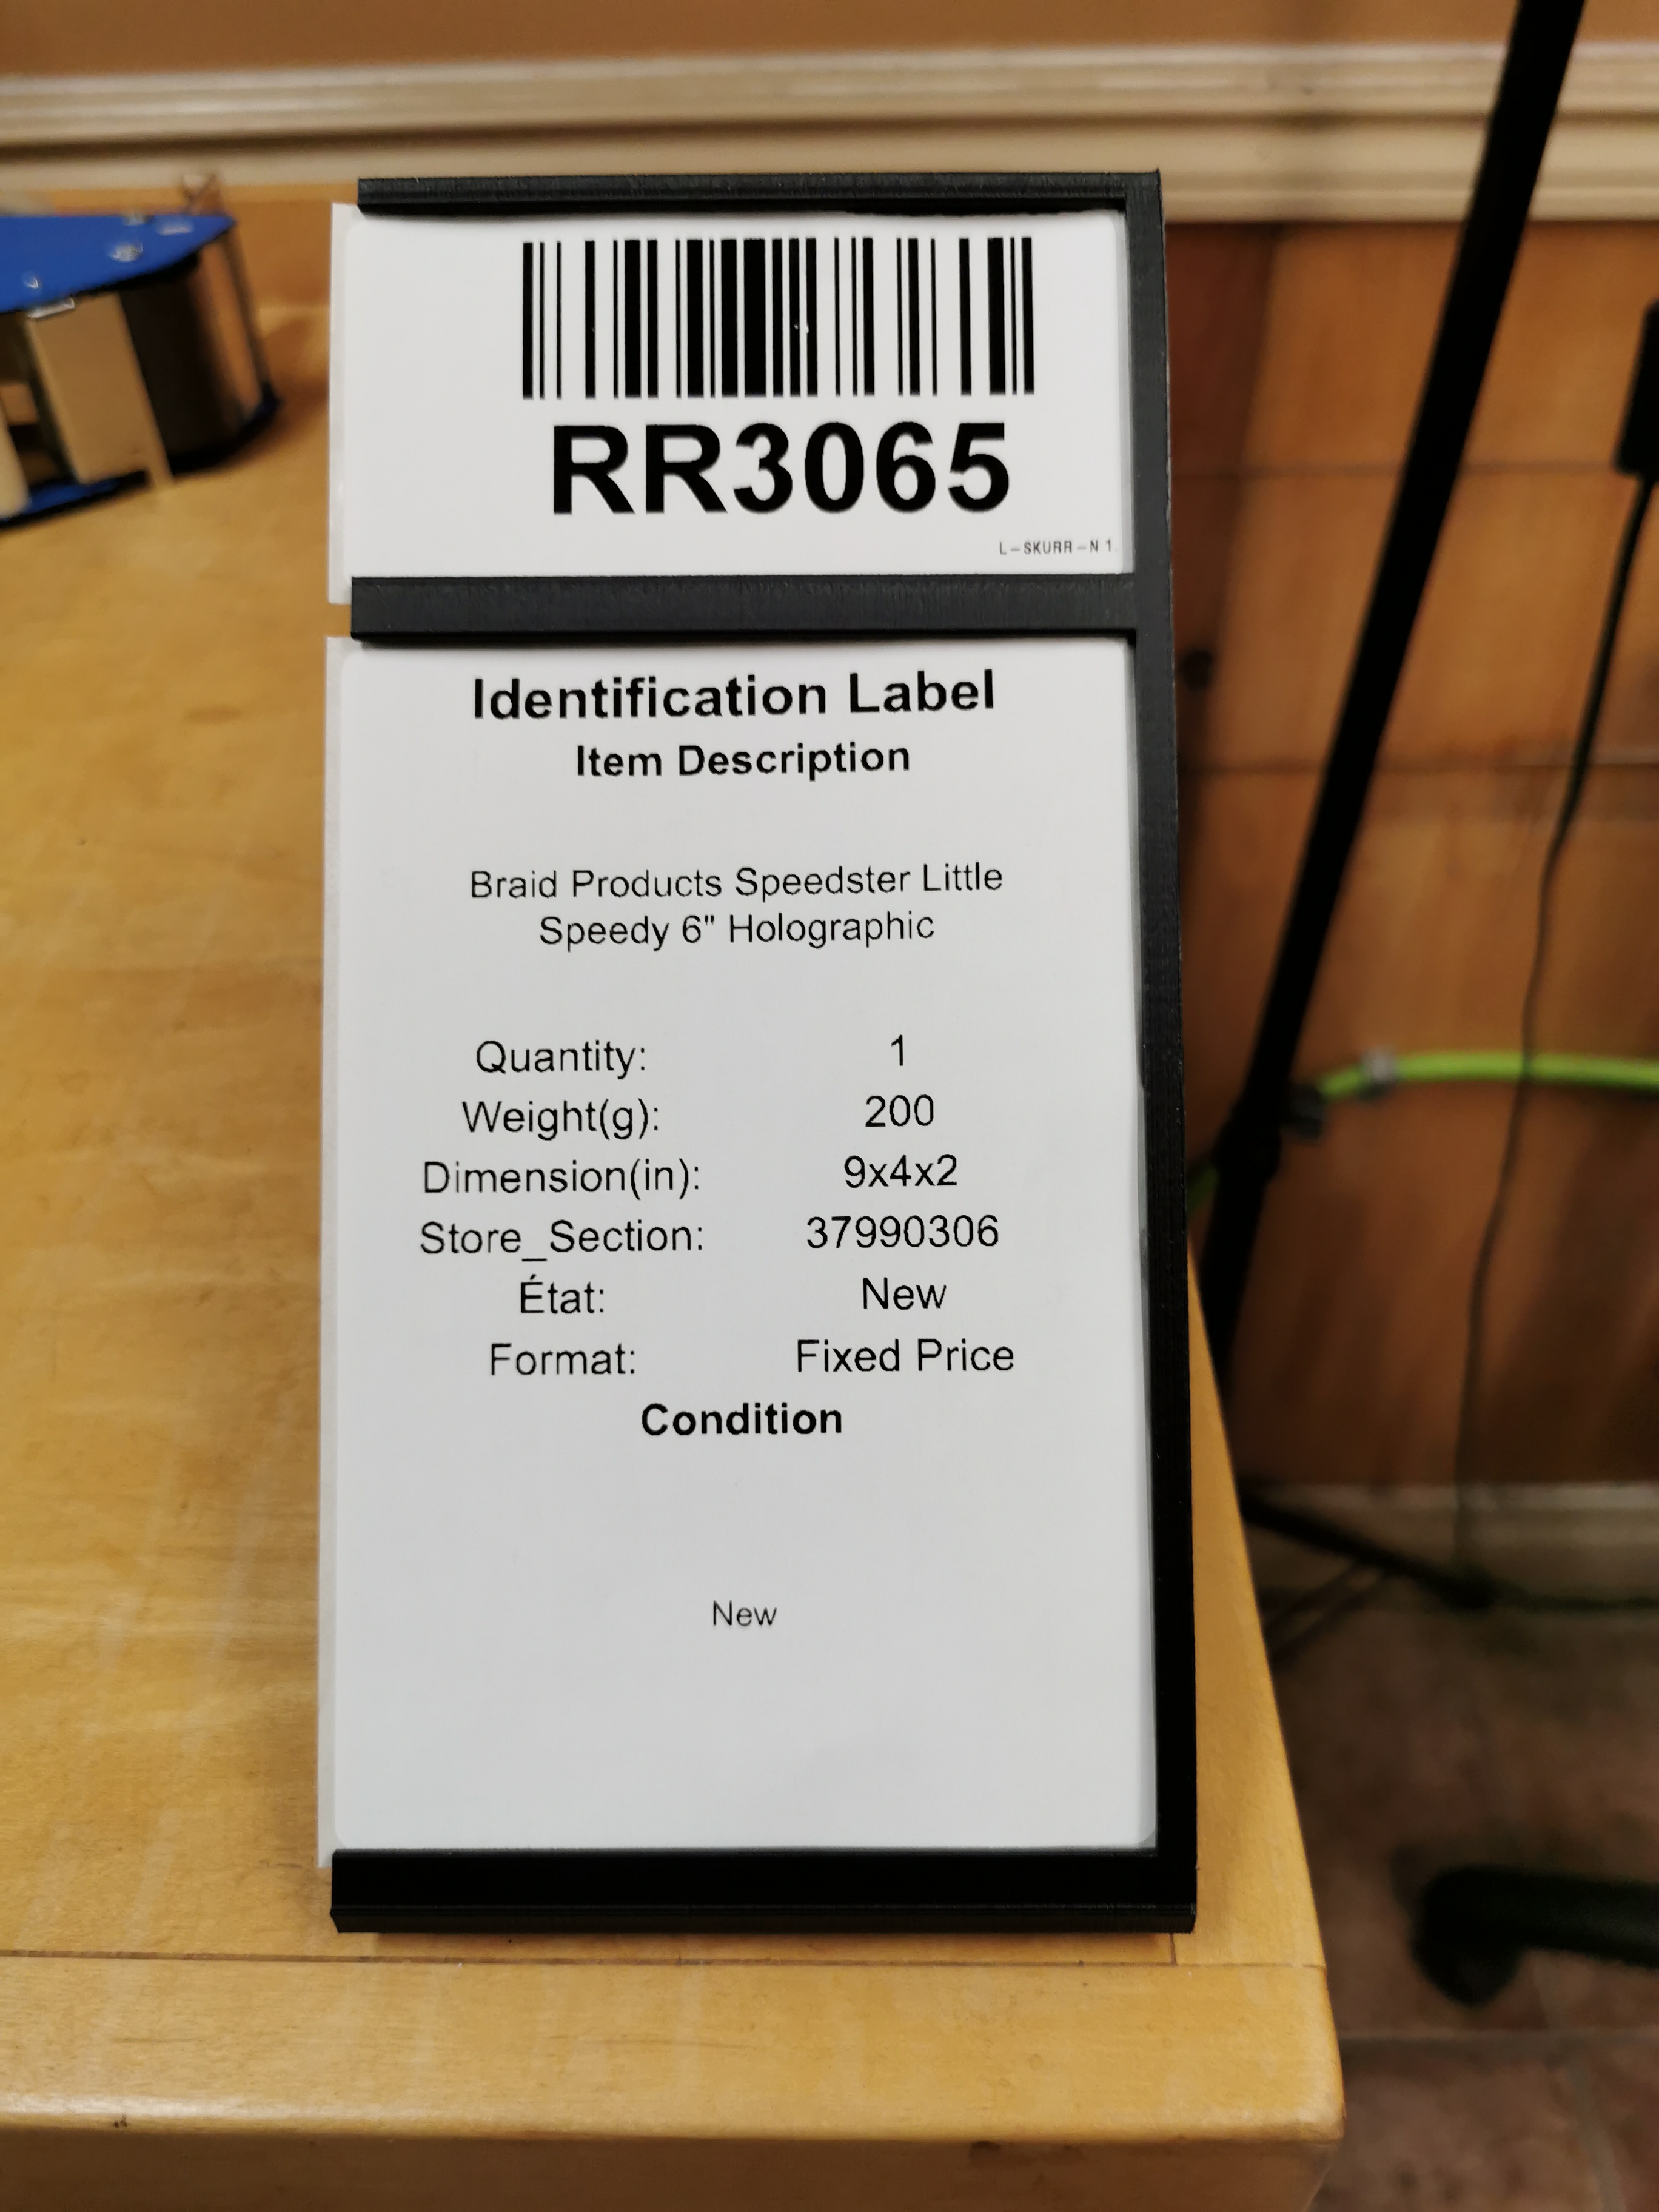 RR3065
L-SKURR-N 1.
Identification Label
Item Description
Braid Products Speedster Little
Speedy 6" Holographic
Quantity: 1
Weight(g): 200
Dimension(in): 9x4x2
Store_Section: 37990306
État: New
Format: Fixed Price
Condition
New